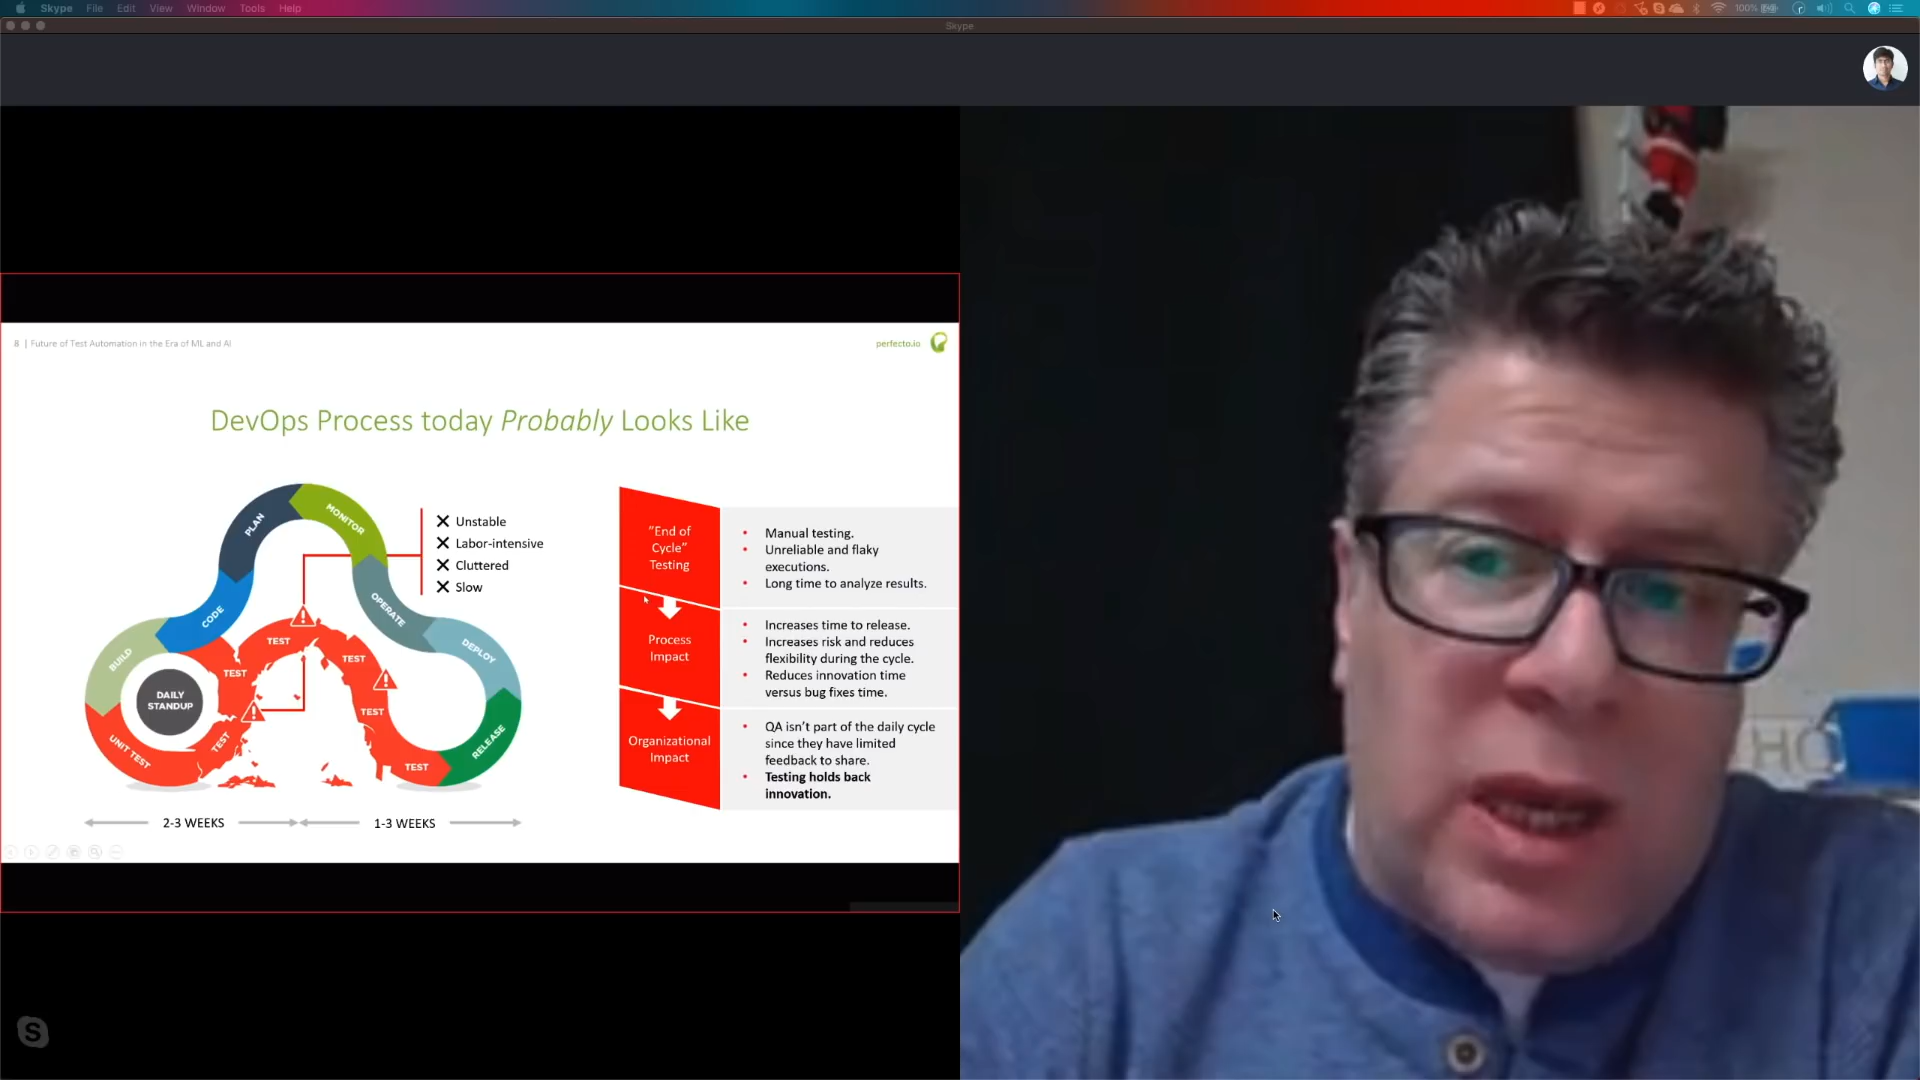 Skype File Edit View Window Tools Help
100%
Skype
8 | Future of Test Automation in the Era of ML and AI
perfecto.io
DevOps Process today Probably Looks Like
PLAN
MONITOR
CODE
OPERATE
BUILD
DEPLOY
TEST
TEST
TEST
TEST
TEST
TEST
UNIT TEST
RELEASE
DAILY
STANDUP
Unstable
Labor-intensive
Cluttered
Slow
2-3 WEEKS
1-3 WEEKS
"End of
Cycle"
Testing
• Manual testing.
• Unreliable and flaky
executions.
• Long time to analyze results.
Process
Impact
• Increases time to release.
• Increases risk and reduces
flexibility during the cycle.
• Reduces innovation time
versus bug fixes time.
Organizational
Impact
• QA isn't part of the daily cycle
since they have limited
feedback to share.
• Testing holds back
innovation.
S